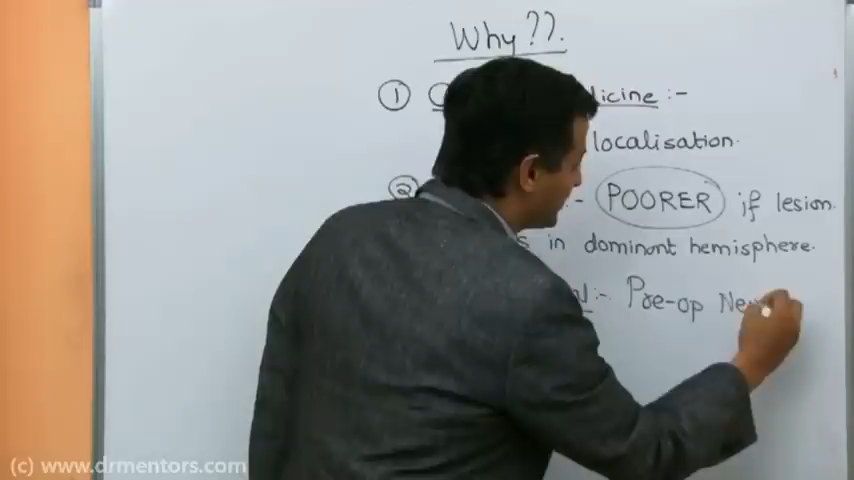 Why??.
① dicine :-
localisation.
② :- POORER if lesion
s in dominant hemisphere.
:- Pre-op Ne
(c) www.drmentors.com